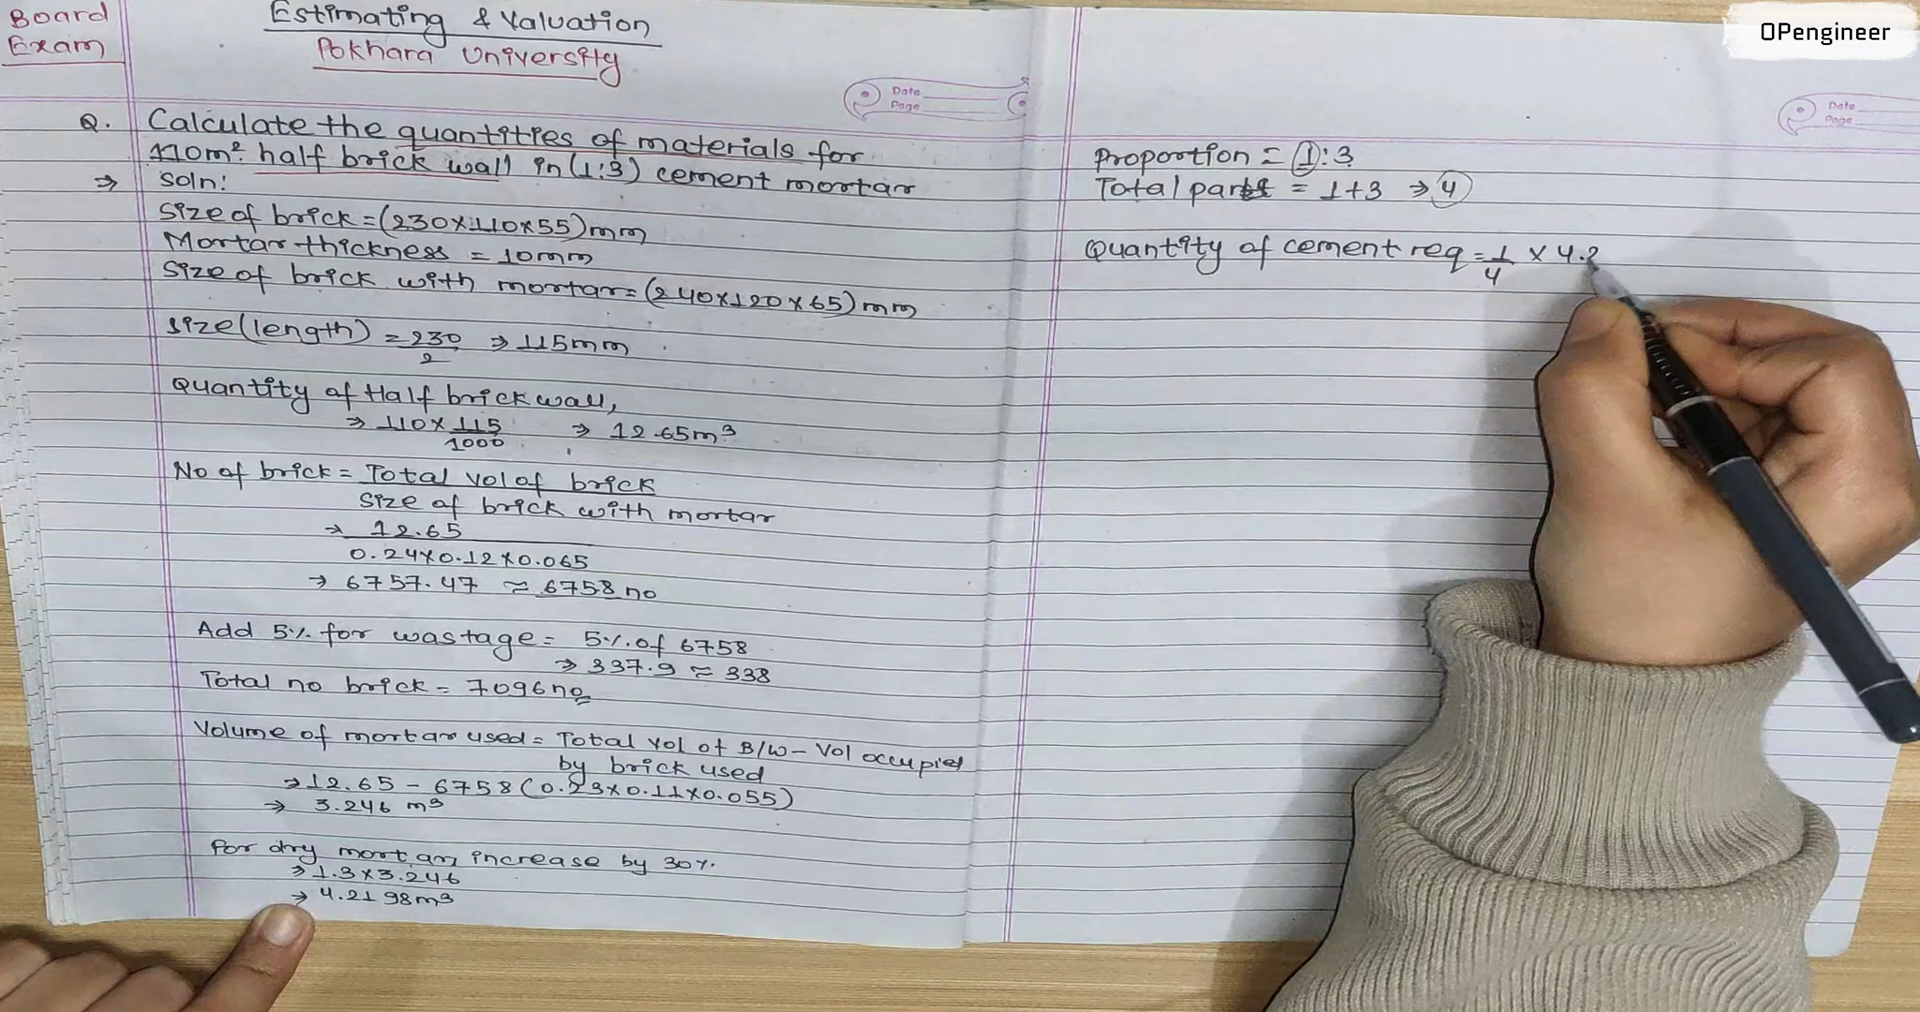 Board
Exam
Estimating & Valuation
Pokhara University
OPengineer
Date
Page
Date
Page
Q. Calculate the quantities of materials for
110m² half brick wall in (1:3) cement mortar
⇒ Soln:
Size of brick = (230×110×55)mm
Mortar thickness = 10mm
Size of brick with mortar = (240×120×65)mm
Size(length) = 230/2 ⇒ 115mm
Quantity of Half brick wall,
⇒ 110 × 115/1000 ⇒ 12.65m³
No of brick = Total vol of brick
Size of brick with mortar
→ 12.65
0.24×0.12×0.065
→ 6757.47 ≈ 6758 no
Add 5% for wastage = 5% of 6758
⇒ 337.9 ≈ 338
Total no brick = 7096 no
Volume of mortar used = Total vol of B/W - Vol occupied
by brick used
⇒ 12.65 - 6758(0.23×0.11×0.055)
→ 3.246 m³
For dry mortar, increase by 30%.
⇒ 1.3×3.246
→ 4.2198m³
Proportion = 1:3
Total parts = 1+3 ⇒ 4
Quantity of cement req = 1/4 × 4.2